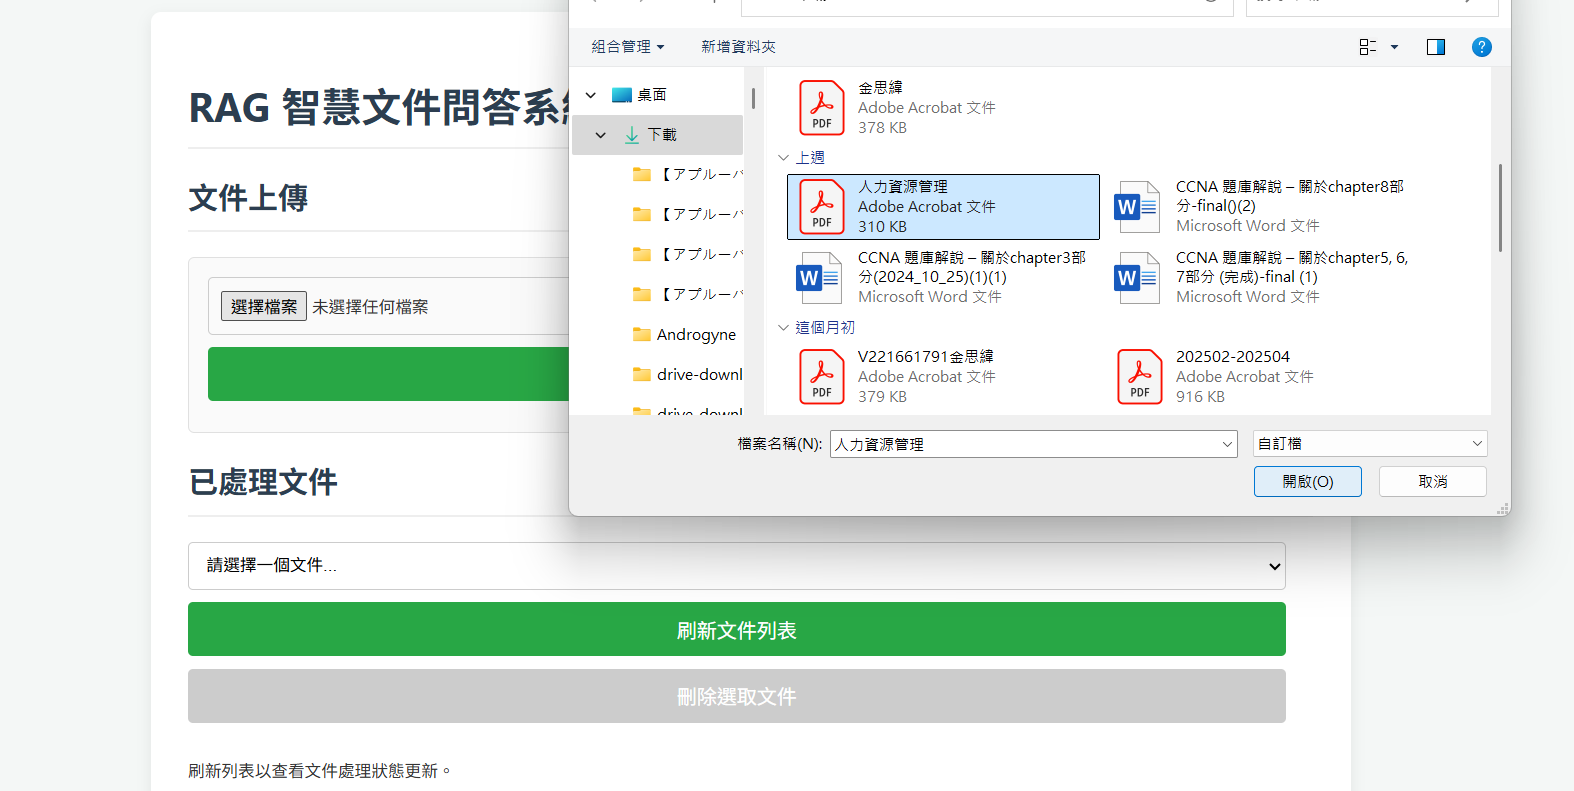 RAG 智慧文件問答系
文件上傳
選擇檔案 未選擇任何檔案
已處理文件
請選擇一個文件...
刷新文件列表
刪除選取文件
刷新列表以查看文件處理狀態更新。
組合管理
新增資料夾
桌面
下載
【アプルーパ
【アプルーパ
【アプルーパ
【アプルーパ
Androgyne
drive-downl
drive-downl
金思緯
Adobe Acrobat 文件
378 KB
PDF
上週
人力資源管理
Adobe Acrobat 文件
310 KB
PDF
CCNA 題庫解說 – 關於chapter8部
分-final()(2)
Microsoft Word 文件
W
CCNA 題庫解說 – 關於chapter3部
分(2024_10_25)(1)(1)
Microsoft Word 文件
W
CCNA 題庫解說 – 關於chapter5, 6,
7部分 (完成)-final (1)
Microsoft Word 文件
W
這個月初
V221661791金思緯
Adobe Acrobat 文件
379 KB
PDF
202502-202504
Adobe Acrobat 文件
916 KB
PDF
檔案名稱(N):
人力資源管理
自訂檔
開啟(O)
取消